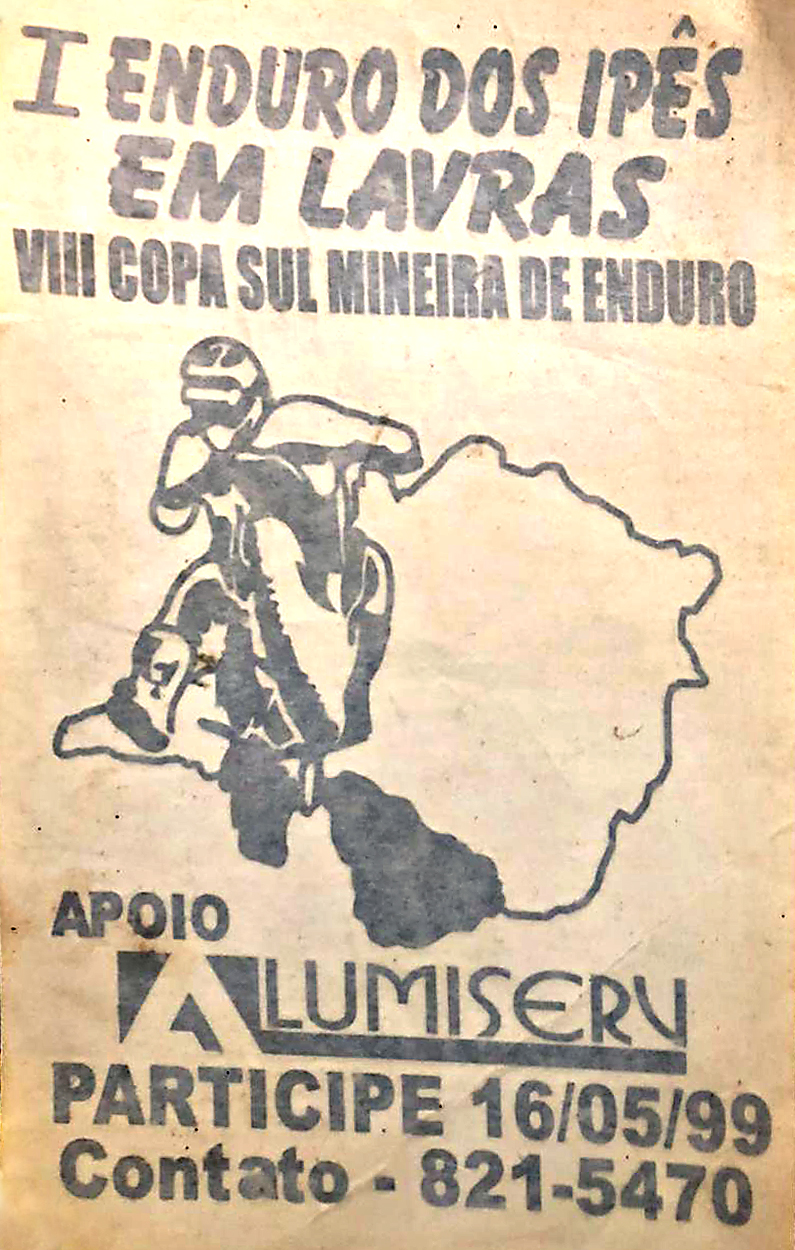 I ENDURO DOS IPÊS
EM LAVRAS
VIII COPA SUL MINEIRA DE ENDURO
APOIO
ALUMISERV
PARTICIPE 16/05/99
Contato - 821-5470